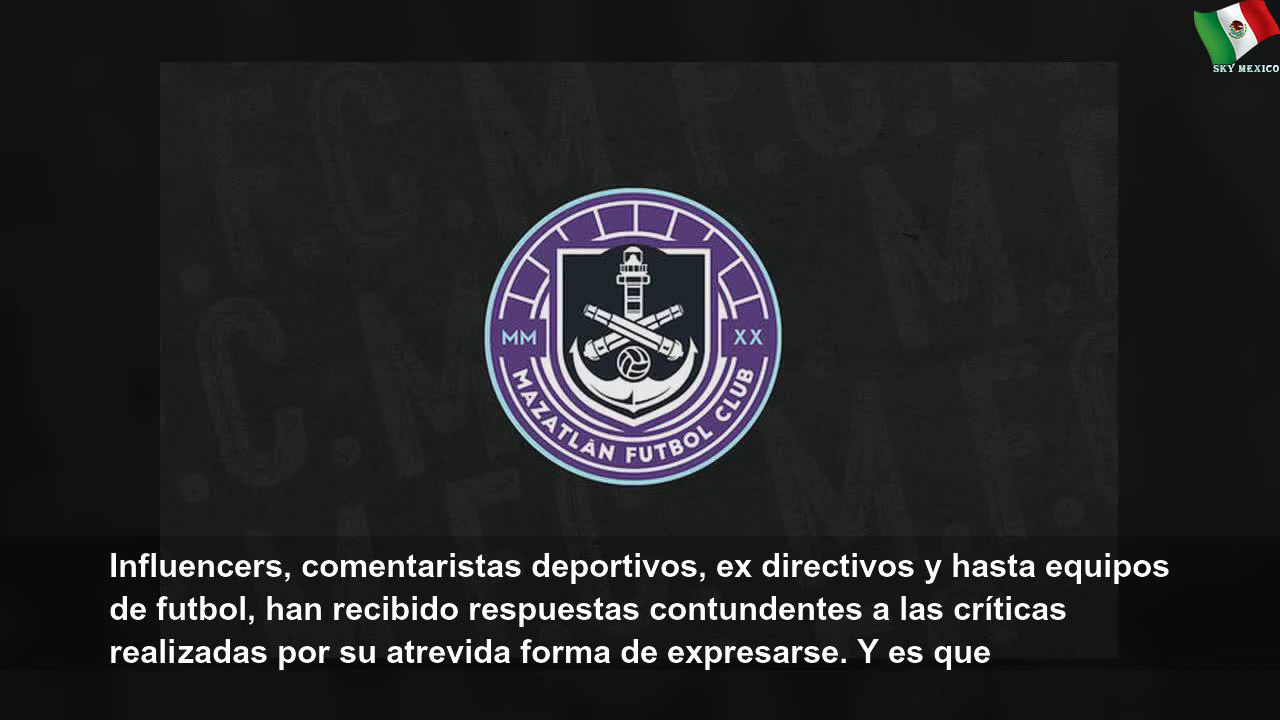 SKY MEXICO
MM
XX
MAZATLÁN FUTBOL CLUB
Influencers, comentaristas deportivos, ex directivos y hasta equipos
de futbol, han recibido respuestas contundentes a las críticas
realizadas por su atrevida forma de expresarse. Y es que